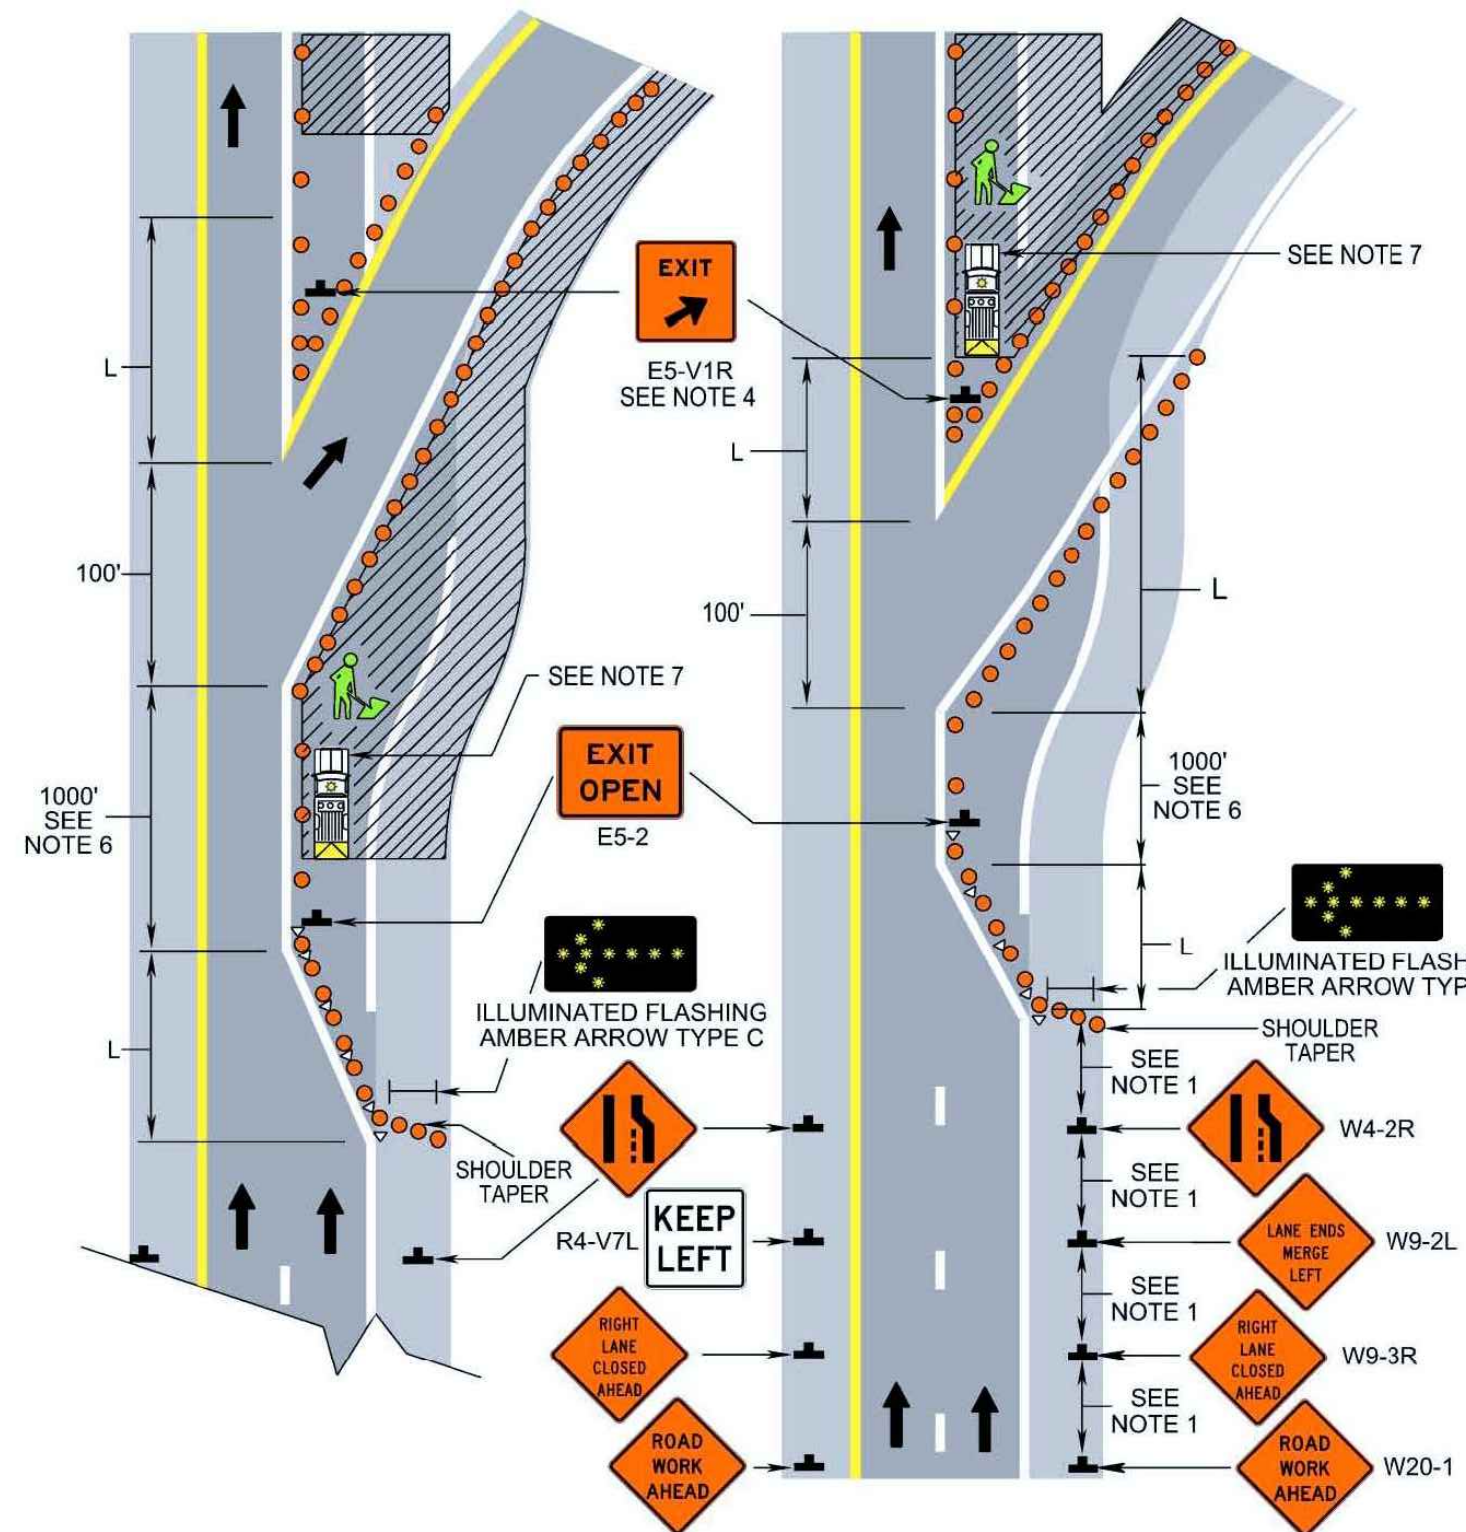 EXIT
E5-V1R
SEE NOTE 4
SEE NOTE 7
L
L
L
100'
100'
SEE NOTE 7
EXIT
OPEN
E5-2
1000'
SEE
NOTE 6
1000'
SEE
NOTE 6
ILLUMINATED FLASHING
AMBER ARROW TYPE C
L
L
ILLUMINATED FLASH
AMBER ARROW TYP
SHOULDER
TAPER
SHOULDER
TAPER
SEE
NOTE 1
W4-2R
SEE
NOTE 1
R4-V7L
KEEP
LEFT
LANE ENDS
MERGE
LEFT
W9-2L
SEE
NOTE 1
RIGHT
LANE
CLOSED
AHEAD
RIGHT
LANE
CLOSED
AHEAD
W9-3R
SEE
NOTE 1
ROAD
WORK
AHEAD
ROAD
WORK
AHEAD
W20-1